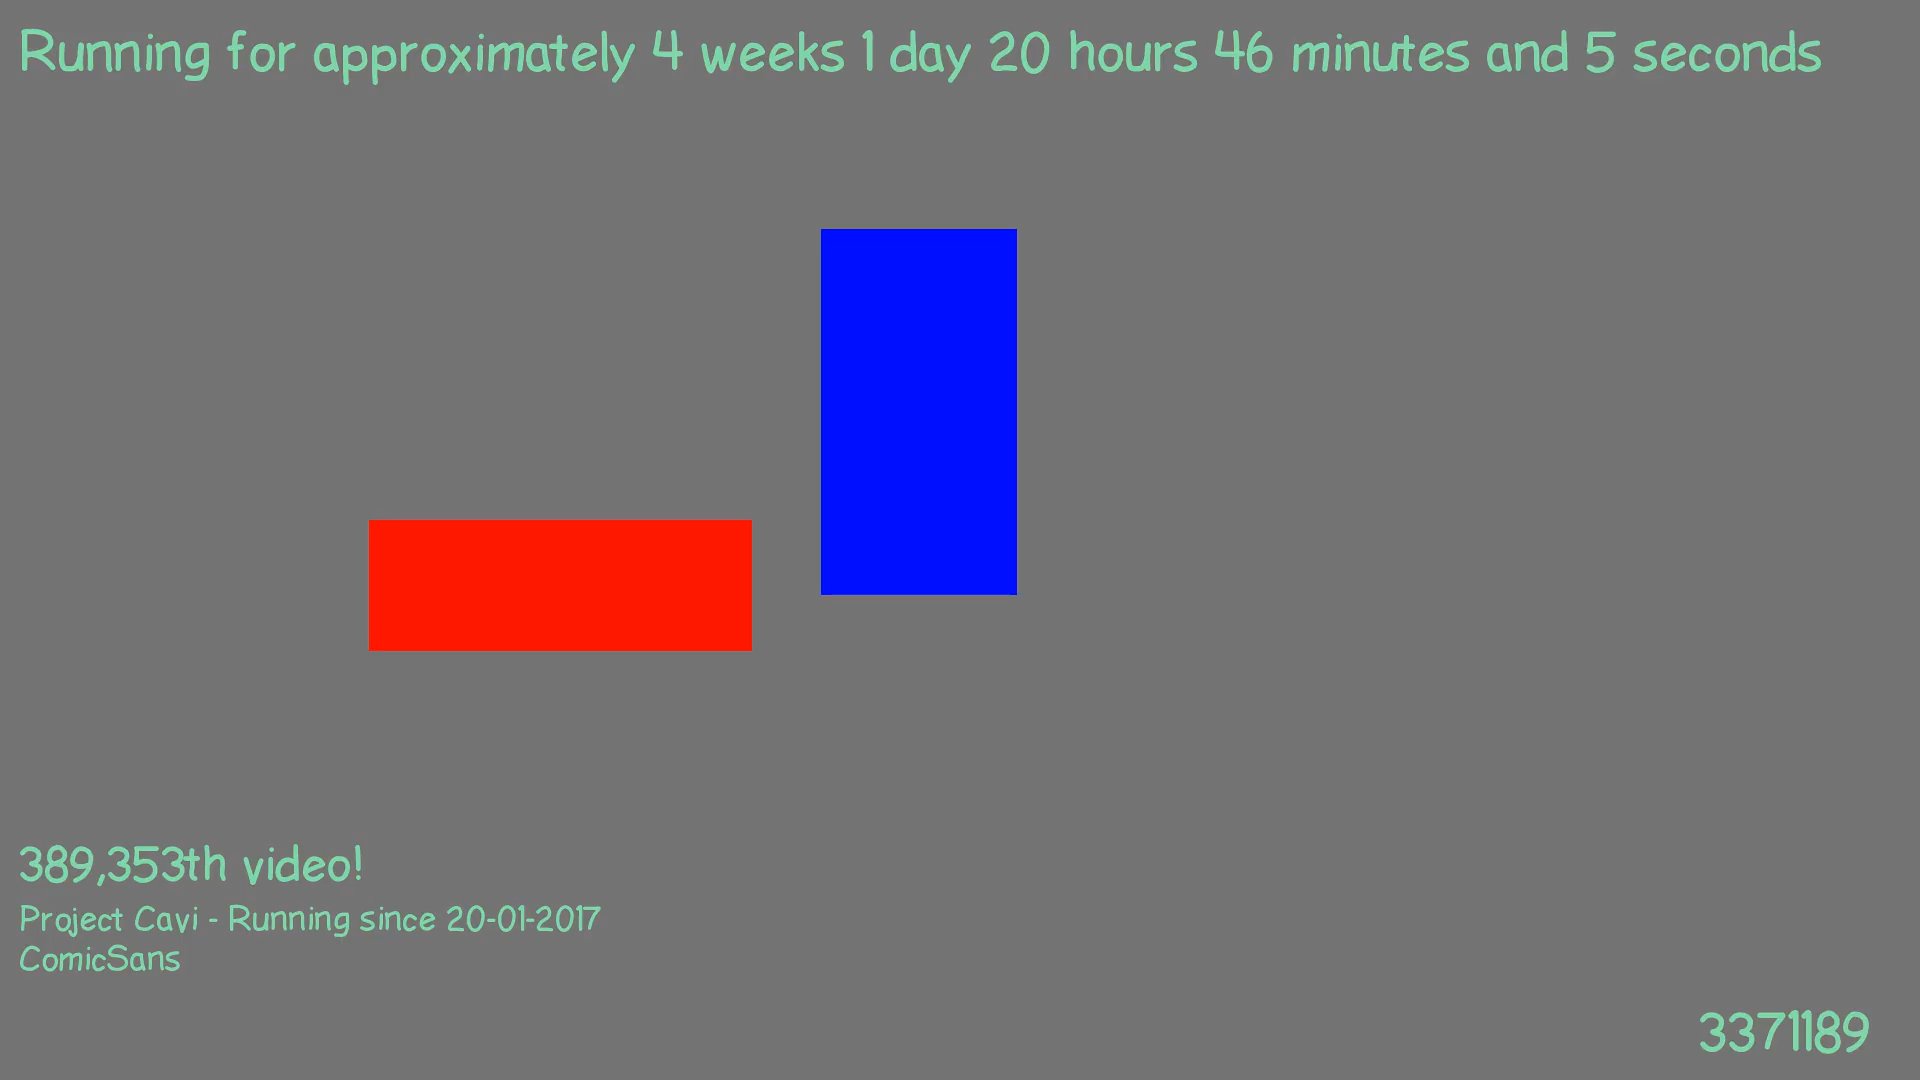 Running for approximately 4 weeks 1 day 20 hours 46 minutes and 5 seconds
389,353th video!
Project Cavi - Running since 20-01-2017
ComicSans
3371189